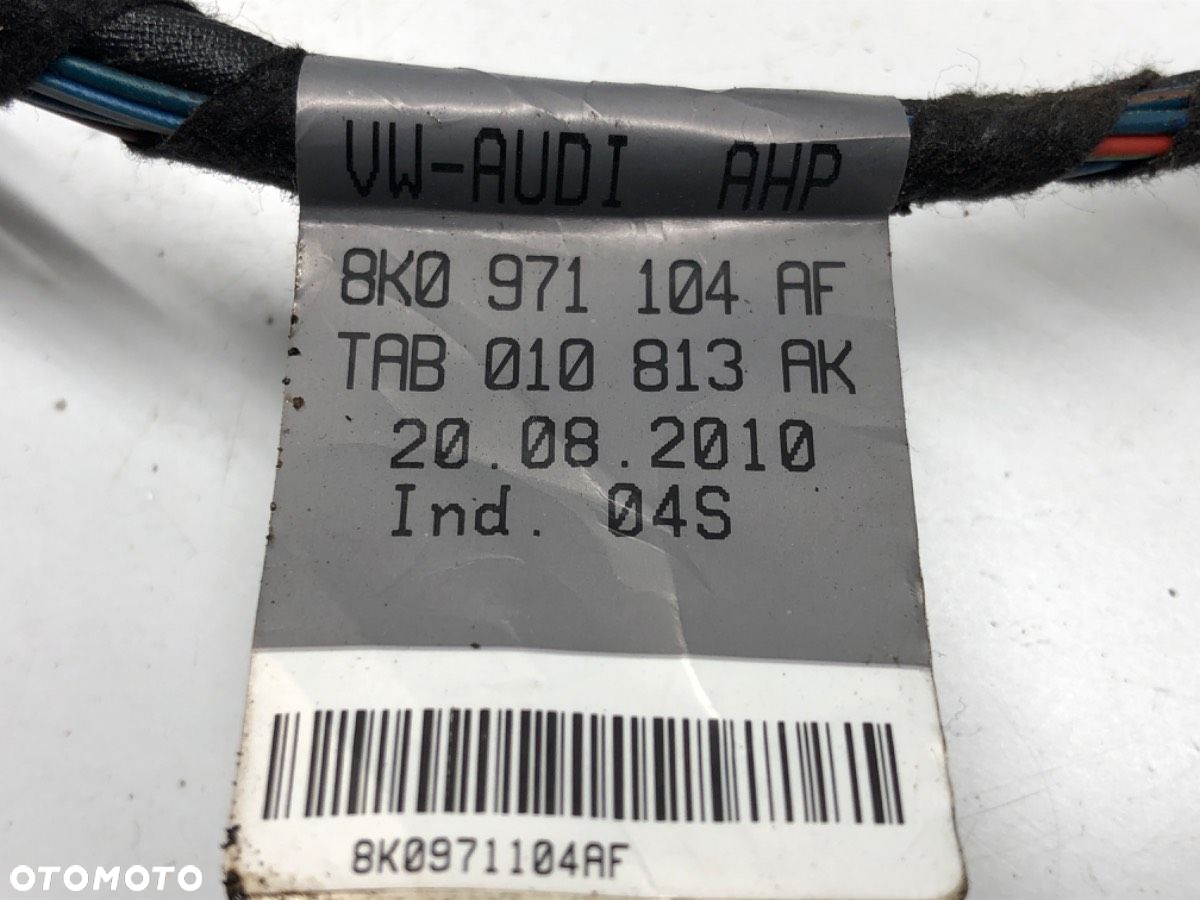 VW-AUDI AHP
8K0 971 104 AF
TAB 010 813 AK
20.08.2010
Ind. 04S
8K0971104AF
OTOMOTO